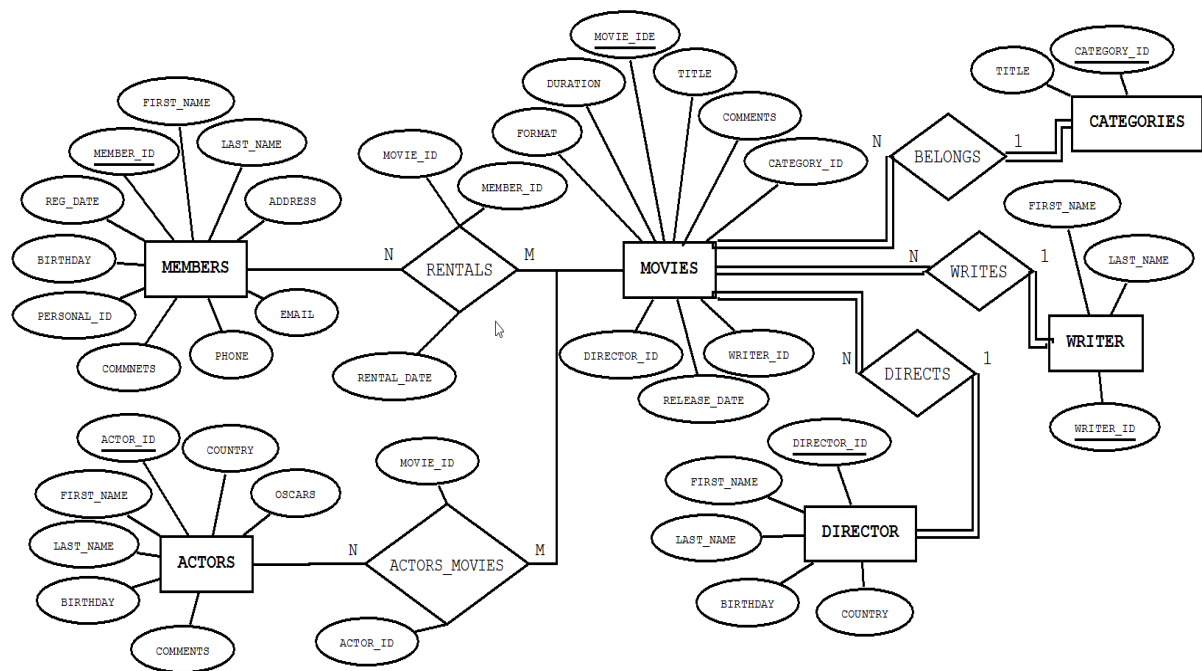 MOVIE_IDE
CATEGORY_ID
TITLE
TITLE
DURATION
FIRST_NAME
COMMENTS
CATEGORIES
FORMAT
LAST_NAME
MOVIE_ID
N
1
BELONGS
MEMBER_ID
CATEGORY_ID
MEMBER_ID
REG_DATE
ADDRESS
FIRST_NAME
N
M
BIRTHDAY
MEMBERS
RENTALS
MOVIES
N
1
WRITES
LAST_NAME
PERSONAL_ID
EMAIL
WRITER
COMMNETS
PHONE
DIRECTOR_ID
WRITER_ID
N
1
RENTAL_DATE
RELEASE_DATE
DIRECTS
WRITER_ID
ACTOR_ID
COUNTRY
DIRECTOR_ID
MOVIE_ID
FIRST_NAME
OSCARS
FIRST_NAME
LAST_NAME
N
M
LAST_NAME
DIRECTOR
ACTORS
ACTORS_MOVIES
BIRTHDAY
BIRTHDAY
COUNTRY
COMMENTS
ACTOR_ID